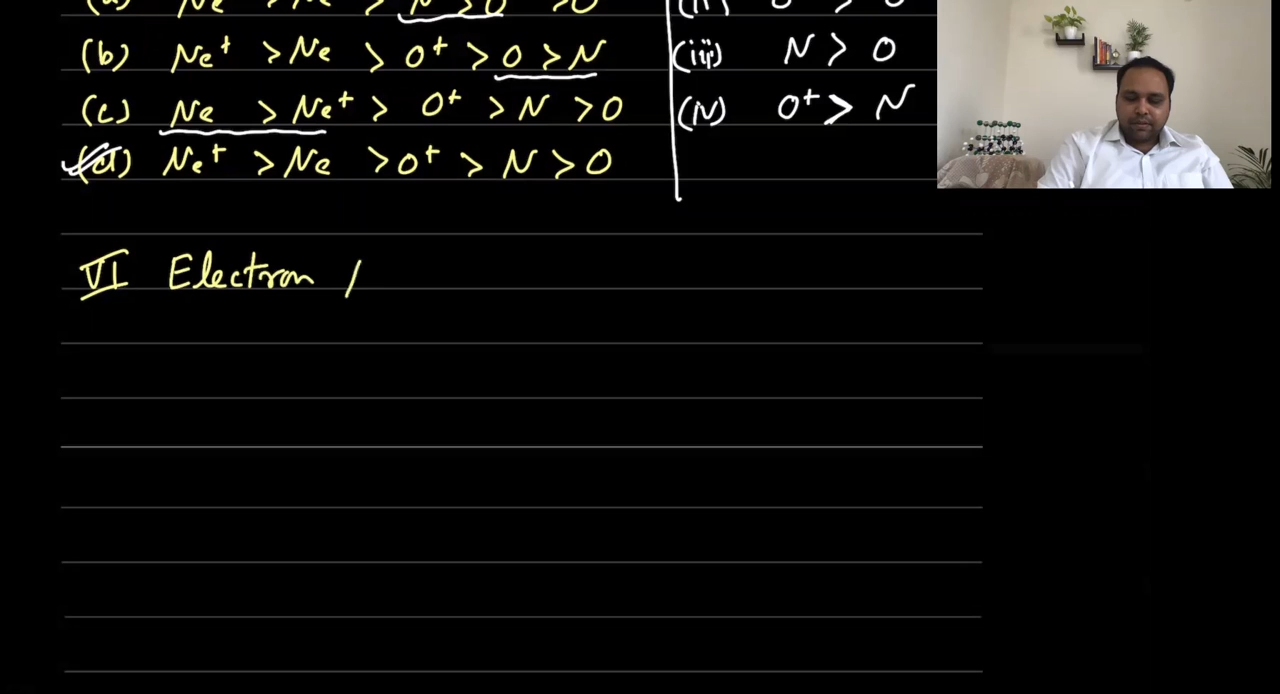 (b) Ne⁺ > Ne > O⁺ > O > N
(iii) N > O
(c) Ne > Ne⁺ > O⁺ > N > O
(iv) O⁺ > N
(d) Ne⁺ > Ne > O⁺ > N > O
VI Electron